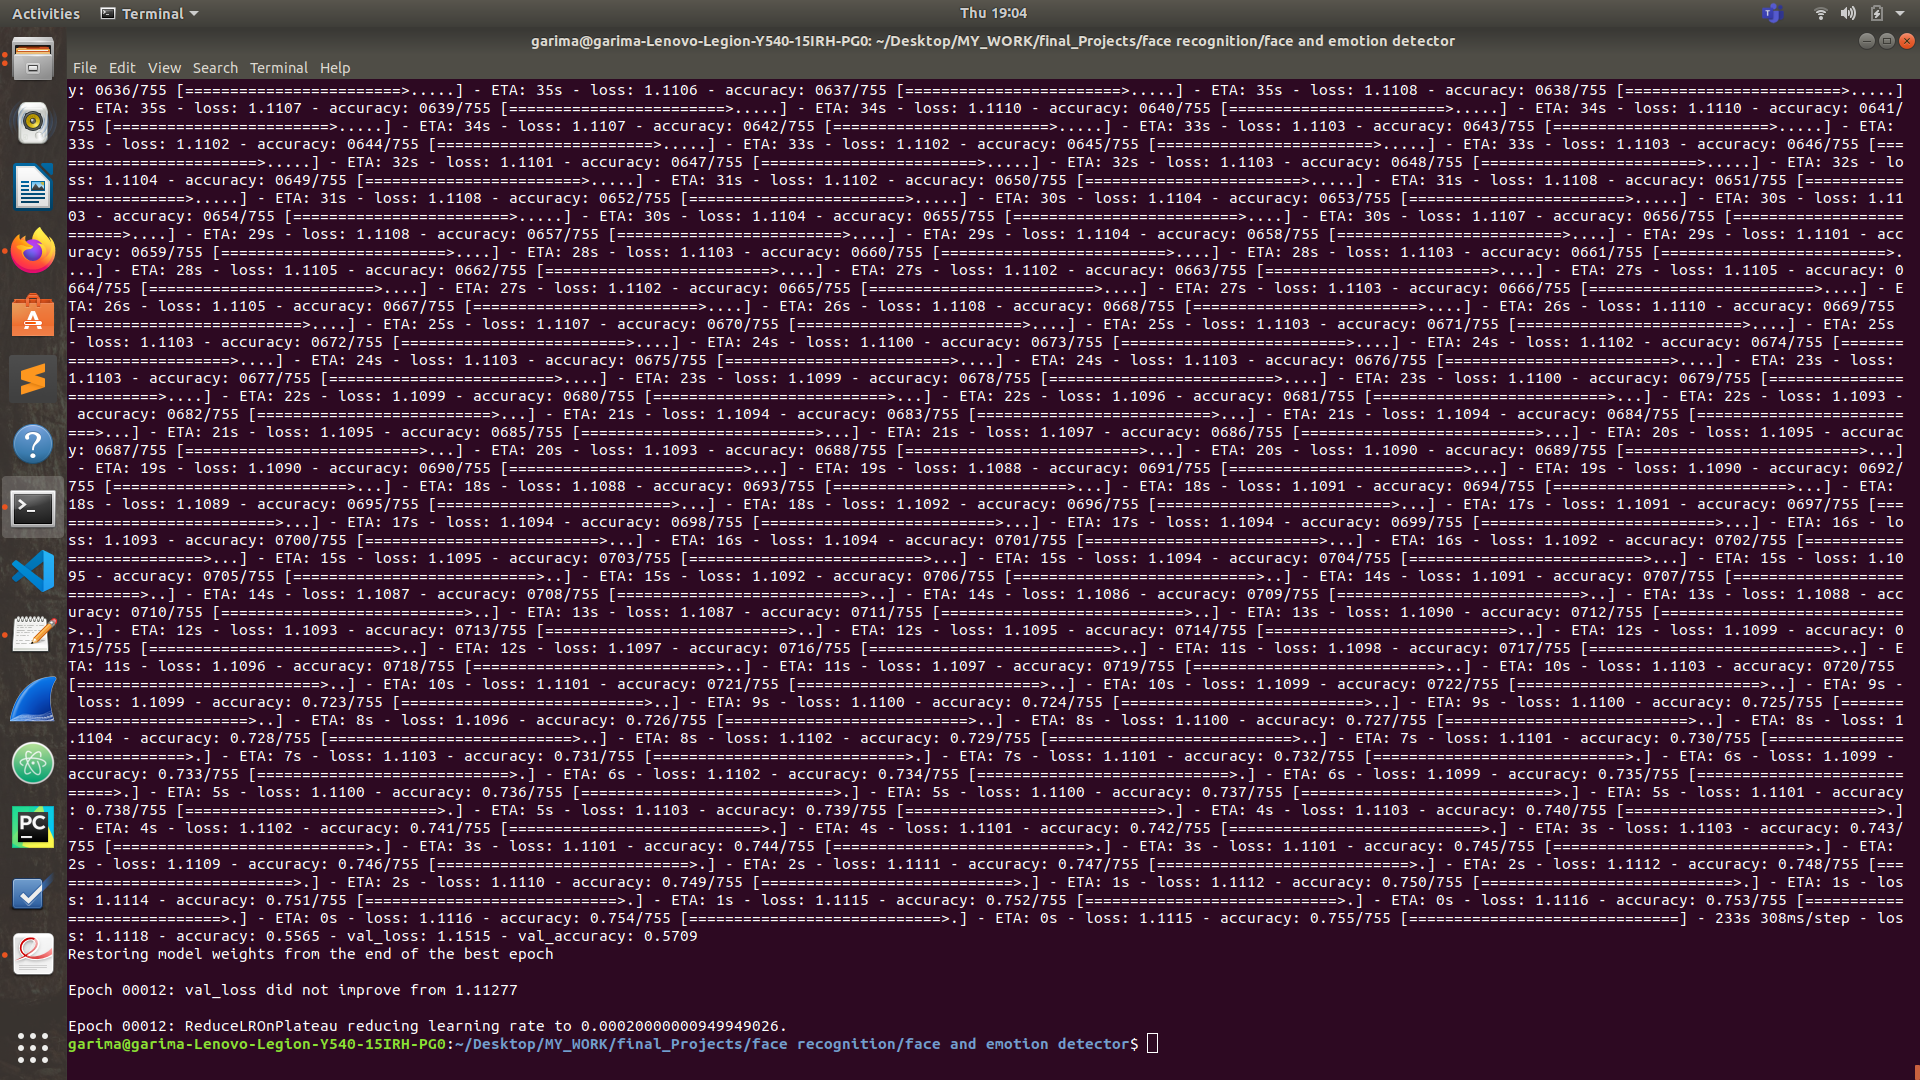 Activities
Terminal
Thu 19:04
garima@garima-Lenovo-Legion-Y540-15IRH-PG0: ~/Desktop/MY_WORK/final_Projects/face recognition/face and emotion detector
File Edit View Search Terminal Help
y: 0636/755 [========================>.....] - ETA: 35s - loss: 1.1106 - accuracy: 0637/755 [========================>.....] - ETA: 35s - loss: 1.1108 - accuracy: 0638/755 [========================>.....]
- ETA: 35s - loss: 1.1107 - accuracy: 0639/755 [========================>.....] - ETA: 34s - loss: 1.1110 - accuracy: 0640/755 [========================>.....] - ETA: 34s - loss: 1.1110 - accuracy: 0641/
755 [========================>.....] - ETA: 34s - loss: 1.1107 - accuracy: 0642/755 [========================>.....] - ETA: 33s - loss: 1.1103 - accuracy: 0643/755 [========================>.....] - ETA:
33s - loss: 1.1102 - accuracy: 0644/755 [========================>.....] - ETA: 33s - loss: 1.1102 - accuracy: 0645/755 [========================>.....] - ETA: 33s - loss: 1.1103 - accuracy: 0646/755 [===
=====================>.....] - ETA: 32s - loss: 1.1101 - accuracy: 0647/755 [========================>.....] - ETA: 32s - loss: 1.1103 - accuracy: 0648/755 [========================>.....] - ETA: 32s - lo
ss: 1.1104 - accuracy: 0649/755 [========================>.....] - ETA: 31s - loss: 1.1102 - accuracy: 0650/755 [========================>.....] - ETA: 31s - loss: 1.1108 - accuracy: 0651/755 [===========
=============>.....] - ETA: 31s - loss: 1.1108 - accuracy: 0652/755 [========================>.....] - ETA: 30s - loss: 1.1104 - accuracy: 0653/755 [========================>.....] - ETA: 30s - loss: 1.11
03 - accuracy: 0654/755 [========================>.....] - ETA: 30s - loss: 1.1104 - accuracy: 0655/755 [=========================>....] - ETA: 30s - loss: 1.1107 - accuracy: 0656/755 [===================
======>....] - ETA: 29s - loss: 1.1108 - accuracy: 0657/755 [=========================>....] - ETA: 29s - loss: 1.1104 - accuracy: 0658/755 [=========================>....] - ETA: 29s - loss: 1.1101 - acc
uracy: 0659/755 [=========================>....] - ETA: 28s - loss: 1.1103 - accuracy: 0660/755 [=========================>....] - ETA: 28s - loss: 1.1103 - accuracy: 0661/755 [=========================>.
...] - ETA: 28s - loss: 1.1105 - accuracy: 0662/755 [=========================>....] - ETA: 27s - loss: 1.1102 - accuracy: 0663/755 [=========================>....] - ETA: 27s - loss: 1.1105 - accuracy: 0
664/755 [=========================>....] - ETA: 27s - loss: 1.1102 - accuracy: 0665/755 [=========================>....] - ETA: 27s - loss: 1.1103 - accuracy: 0666/755 [=========================>....] - E
TA: 26s - loss: 1.1105 - accuracy: 0667/755 [=========================>....] - ETA: 26s - loss: 1.1108 - accuracy: 0668/755 [=========================>....] - ETA: 26s - loss: 1.1110 - accuracy: 0669/755
[=========================>....] - ETA: 25s - loss: 1.1107 - accuracy: 0670/755 [=========================>....] - ETA: 25s - loss: 1.1103 - accuracy: 0671/755 [=========================>....] - ETA: 25s
- loss: 1.1103 - accuracy: 0672/755 [=========================>....] - ETA: 24s - loss: 1.1100 - accuracy: 0673/755 [=========================>....] - ETA: 24s - loss: 1.1102 - accuracy: 0674/755 [=======
==================>....] - ETA: 24s - loss: 1.1103 - accuracy: 0675/755 [=========================>....] - ETA: 24s - loss: 1.1103 - accuracy: 0676/755 [=========================>....] - ETA: 23s - loss:
1.1103 - accuracy: 0677/755 [=========================>....] - ETA: 23s - loss: 1.1099 - accuracy: 0678/755 [=========================>....] - ETA: 23s - loss: 1.1100 - accuracy: 0679/755 [===============
==========>....] - ETA: 22s - loss: 1.1099 - accuracy: 0680/755 [==========================>...] - ETA: 22s - loss: 1.1096 - accuracy: 0681/755 [==========================>...] - ETA: 22s - loss: 1.1093 -
accuracy: 0682/755 [==========================>...] - ETA: 21s - loss: 1.1094 - accuracy: 0683/755 [==========================>...] - ETA: 21s - loss: 1.1094 - accuracy: 0684/755 [=======================
===>...] - ETA: 21s - loss: 1.1095 - accuracy: 0685/755 [==========================>...] - ETA: 21s - loss: 1.1097 - accuracy: 0686/755 [==========================>...] - ETA: 20s - loss: 1.1095 - accurac
y: 0687/755 [==========================>...] - ETA: 20s - loss: 1.1093 - accuracy: 0688/755 [==========================>...] - ETA: 20s - loss: 1.1090 - accuracy: 0689/755 [==========================>...]
- ETA: 19s - loss: 1.1090 - accuracy: 0690/755 [==========================>...] - ETA: 19s - loss: 1.1088 - accuracy: 0691/755 [==========================>...] - ETA: 19s - loss: 1.1090 - accuracy: 0692/
755 [==========================>...] - ETA: 18s - loss: 1.1088 - accuracy: 0693/755 [==========================>...] - ETA: 18s - loss: 1.1091 - accuracy: 0694/755 [==========================>...] - ETA:
18s - loss: 1.1089 - accuracy: 0695/755 [==========================>...] - ETA: 18s - loss: 1.1092 - accuracy: 0696/755 [==========================>...] - ETA: 17s - loss: 1.1091 - accuracy: 0697/755 [===
=======================>...] - ETA: 17s - loss: 1.1094 - accuracy: 0698/755 [==========================>...] - ETA: 17s - loss: 1.1094 - accuracy: 0699/755 [==========================>...] - ETA: 16s - lo
ss: 1.1093 - accuracy: 0700/755 [==========================>...] - ETA: 16s - loss: 1.1094 - accuracy: 0701/755 [==========================>...] - ETA: 16s - loss: 1.1092 - accuracy: 0702/755 [===========
===============>...] - ETA: 15s - loss: 1.1095 - accuracy: 0703/755 [==========================>...] - ETA: 15s - loss: 1.1094 - accuracy: 0704/755 [==========================>...] - ETA: 15s - loss: 1.10
95 - accuracy: 0705/755 [===========================>..] - ETA: 15s - loss: 1.1092 - accuracy: 0706/755 [===========================>..] - ETA: 14s - loss: 1.1091 - accuracy: 0707/755 [===================
========>..] - ETA: 14s - loss: 1.1087 - accuracy: 0708/755 [===========================>..] - ETA: 14s - loss: 1.1086 - accuracy: 0709/755 [===========================>..] - ETA: 13s - loss: 1.1088 - acc
uracy: 0710/755 [===========================>..] - ETA: 13s - loss: 1.1087 - accuracy: 0711/755 [===========================>..] - ETA: 13s - loss: 1.1090 - accuracy: 0712/755 [===========================
>..] - ETA: 12s - loss: 1.1093 - accuracy: 0713/755 [===========================>..] - ETA: 12s - loss: 1.1095 - accuracy: 0714/755 [===========================>..] - ETA: 12s - loss: 1.1099 - accuracy: 0
715/755 [===========================>..] - ETA: 12s - loss: 1.1097 - accuracy: 0716/755 [===========================>..] - ETA: 11s - loss: 1.1098 - accuracy: 0717/755 [===========================>..] - E
TA: 11s - loss: 1.1096 - accuracy: 0718/755 [===========================>..] - ETA: 11s - loss: 1.1097 - accuracy: 0719/755 [===========================>..] - ETA: 10s - loss: 1.1103 - accuracy: 0720/755
[===========================>..] - ETA: 10s - loss: 1.1101 - accuracy: 0721/755 [===========================>..] - ETA: 10s - loss: 1.1099 - accuracy: 0722/755 [===========================>..] - ETA: 9s -
loss: 1.1099 - accuracy: 0.723/755 [===========================>..] - ETA: 9s - loss: 1.1100 - accuracy: 0.724/755 [===========================>..] - ETA: 9s - loss: 1.1100 - accuracy: 0.725/755 [=======
====================>..] - ETA: 8s - loss: 1.1096 - accuracy: 0.726/755 [===========================>..] - ETA: 8s - loss: 1.1100 - accuracy: 0.727/755 [===========================>..] - ETA: 8s - loss: 1
.1104 - accuracy: 0.728/755 [===========================>..] - ETA: 8s - loss: 1.1102 - accuracy: 0.729/755 [===========================>..] - ETA: 7s - loss: 1.1101 - accuracy: 0.730/755 [===============
=============>.] - ETA: 7s - loss: 1.1103 - accuracy: 0.731/755 [============================>.] - ETA: 7s - loss: 1.1101 - accuracy: 0.732/755 [============================>.] - ETA: 6s - loss: 1.1099 -
accuracy: 0.733/755 [============================>.] - ETA: 6s - loss: 1.1102 - accuracy: 0.734/755 [============================>.] - ETA: 6s - loss: 1.1099 - accuracy: 0.735/755 [=======================
=====>.] - ETA: 5s - loss: 1.1100 - accuracy: 0.736/755 [============================>.] - ETA: 5s - loss: 1.1100 - accuracy: 0.737/755 [============================>.] - ETA: 5s - loss: 1.1101 - accuracy
: 0.738/755 [============================>.] - ETA: 5s - loss: 1.1103 - accuracy: 0.739/755 [============================>.] - ETA: 4s - loss: 1.1103 - accuracy: 0.740/755 [============================>.]
- ETA: 4s - loss: 1.1102 - accuracy: 0.741/755 [============================>.] - ETA: 4s - loss: 1.1101 - accuracy: 0.742/755 [============================>.] - ETA: 3s - loss: 1.1103 - accuracy: 0.743/
755 [============================>.] - ETA: 3s - loss: 1.1101 - accuracy: 0.744/755 [============================>.] - ETA: 3s - loss: 1.1101 - accuracy: 0.745/755 [============================>.] - ETA:
2s - loss: 1.1109 - accuracy: 0.746/755 [============================>.] - ETA: 2s - loss: 1.1111 - accuracy: 0.747/755 [============================>.] - ETA: 2s - loss: 1.1112 - accuracy: 0.748/755 [===
=========================>.] - ETA: 2s - loss: 1.1110 - accuracy: 0.749/755 [============================>.] - ETA: 1s - loss: 1.1112 - accuracy: 0.750/755 [============================>.] - ETA: 1s - los
s: 1.1114 - accuracy: 0.751/755 [============================>.] - ETA: 1s - loss: 1.1115 - accuracy: 0.752/755 [============================>.] - ETA: 0s - loss: 1.1116 - accuracy: 0.753/755 [===========
=================>.] - ETA: 0s - loss: 1.1116 - accuracy: 0.754/755 [============================>.] - ETA: 0s - loss: 1.1115 - accuracy: 0.755/755 [==============================] - 233s 308ms/step - los
s: 1.1118 - accuracy: 0.5565 - val_loss: 1.1515 - val_accuracy: 0.5709
Restoring model weights from the end of the best epoch
Epoch 00012: val_loss did not improve from 1.11277
Epoch 00012: ReduceLROnPlateau reducing learning rate to 0.00020000000949949026.
garima@garima-Lenovo-Legion-Y540-15IRH-PG0:~/Desktop/MY_WORK/final_Projects/face recognition/face and emotion detector$